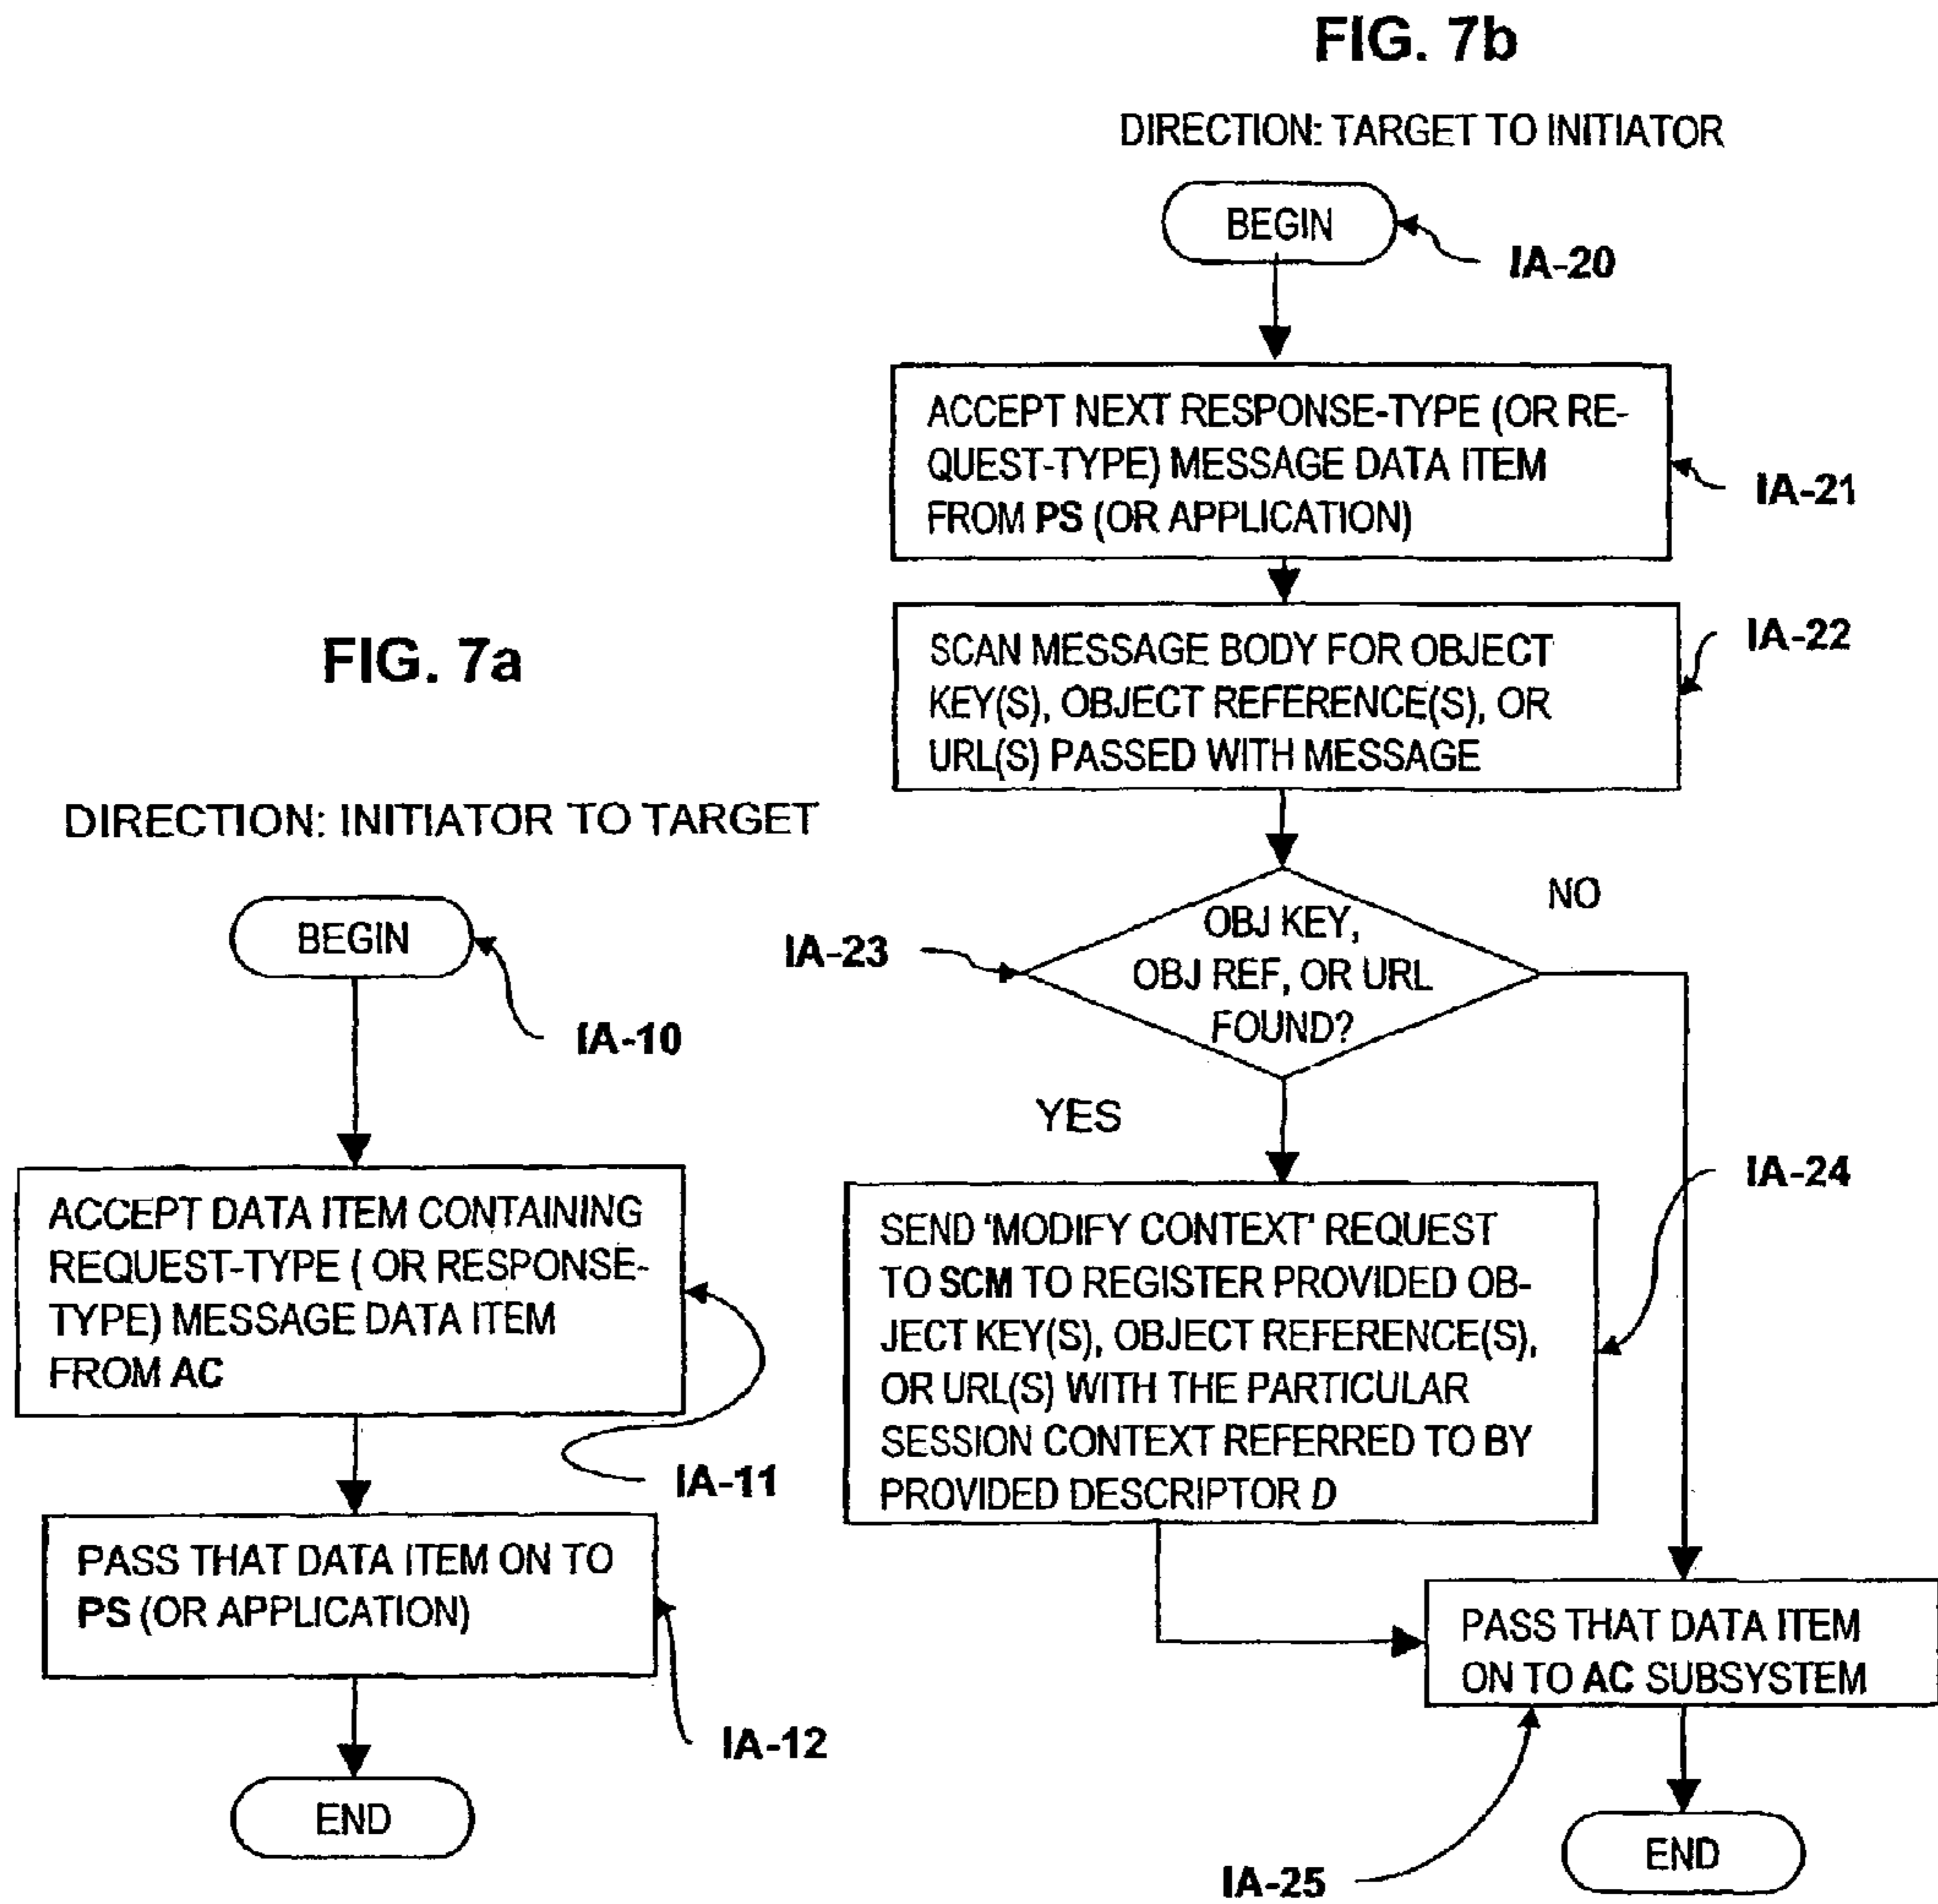 FIG. 7b
DIRECTION: TARGET TO INITIATOR
BEGIN
IA-20
ACCEPT NEXT RESPONSE-TYPE (OR RE-
QUEST-TYPE) MESSAGE DATA ITEM
FROM PS (OR APPLICATION)
IA-21
SCAN MESSAGE BODY FOR OBJECT
KEY(S), OBJECT REFERENCE(S), OR
URL(S) PASSED WITH MESSAGE
IA-22
OBJ KEY,
OBJ REF, OR URL
FOUND?
IA-23
NO
YES
SEND 'MODIFY CONTEXT' REQUEST
TO SCM TO REGISTER PROVIDED OB-
JECT KEY(S), OBJECT REFERENCE(S),
OR URL(S) WITH THE PARTICULAR
SESSION CONTEXT REFERRED TO BY
PROVIDED DESCRIPTOR D
IA-24
PASS THAT DATA ITEM
ON TO AC SUBSYSTEM
IA-25
END
FIG. 7a
DIRECTION: INITIATOR TO TARGET
BEGIN
IA-10
ACCEPT DATA ITEM CONTAINING
REQUEST-TYPE ( OR RESPONSE-
TYPE) MESSAGE DATA ITEM
FROM AC
IA-11
PASS THAT DATA ITEM ON TO
PS (OR APPLICATION)
IA-12
END